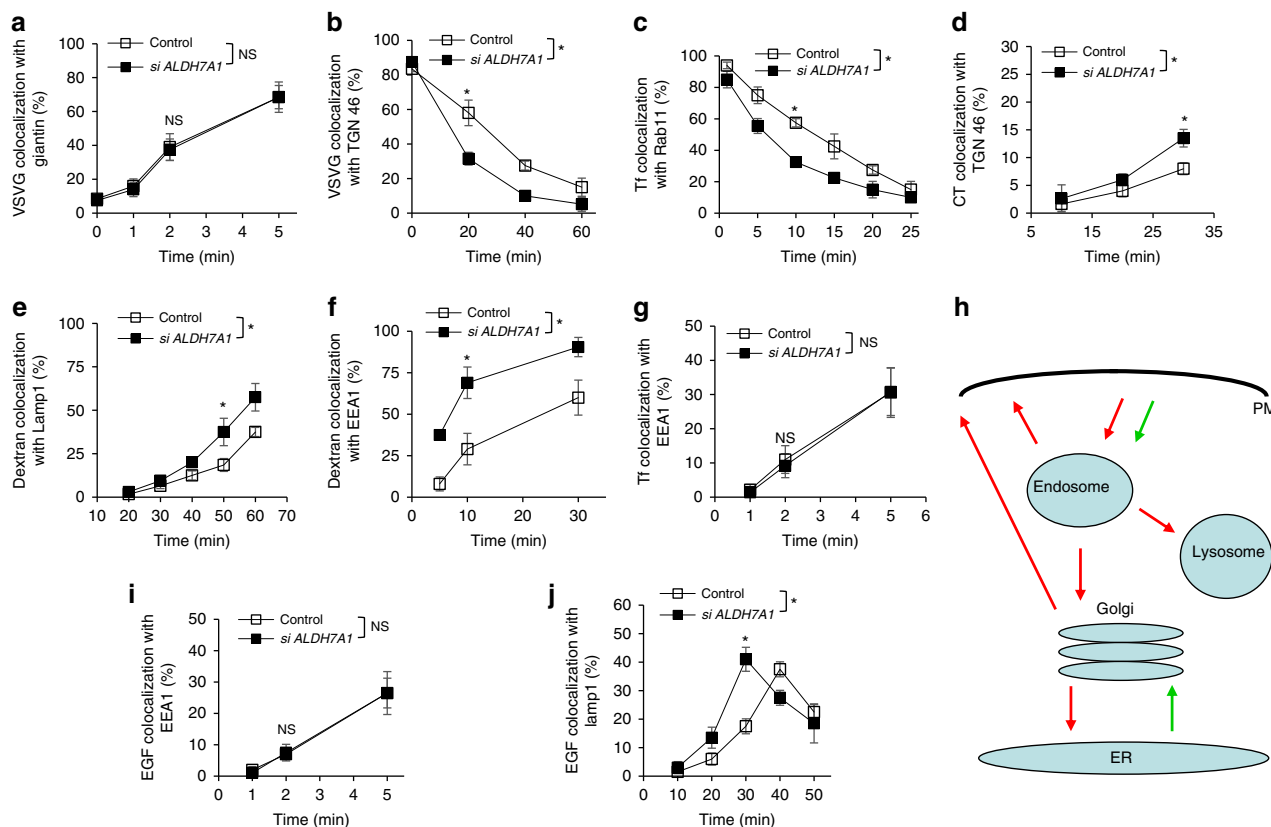 a
Control
si ALDH7A1
NS
VSVG colocalization with
giantin (%)
100
80
60
40
20
0
NS
0 1 2 3 4 5
Time (min)
b
Control
si ALDH7A1
*
VSVG colocalization
with TGN 46 (%)
100
80
60
40
20
0
*
0 20 40 60
Time (min)
c
Control
si ALDH7A1
*
Tf colocalization
with Rab11 (%)
100
80
60
40
20
0
*
0 5 10 15 20 25
Time (min)
d
Control
si ALDH7A1
*
CT colocalization with
TGN 46 (%)
30
25
20
15
10
5
0
*
5 15 25 35
Time (min)
e
Control
si ALDH7A1
*
Dextran colocalization
with Lamp1 (%)
100
75
50
25
0
*
10 20 30 40 50 60 70
Time (min)
f
Control
si ALDH7A1
*
Dextran colocalization
with EEA1 (%)
100
75
50
25
0
*
0 10 20 30
Time (min)
g
Control
si ALDH7A1
NS
Tf colocalization with
EEA1 (%)
50
40
30
20
10
0
NS
0 1 2 3 4 5 6
Time (min)
h
PM
Endosome
Lysosome
Golgi
ER
i
Control
si ALDH7A1
NS
EGF colocalization with
EEA1 (%)
50
40
30
20
10
0
NS
0 1 2 3 4 5
Time (min)
j
Control
si ALDH7A1
*
EGF colocalization with
lamp1 (%)
60
50
40
30
20
10
0
*
0 10 20 30 40 50
Time (min)